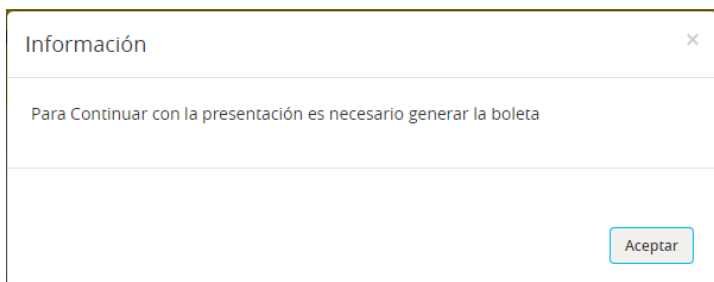 Información
Para Continuar con la presentación es necesario generar la boleta
Aceptar